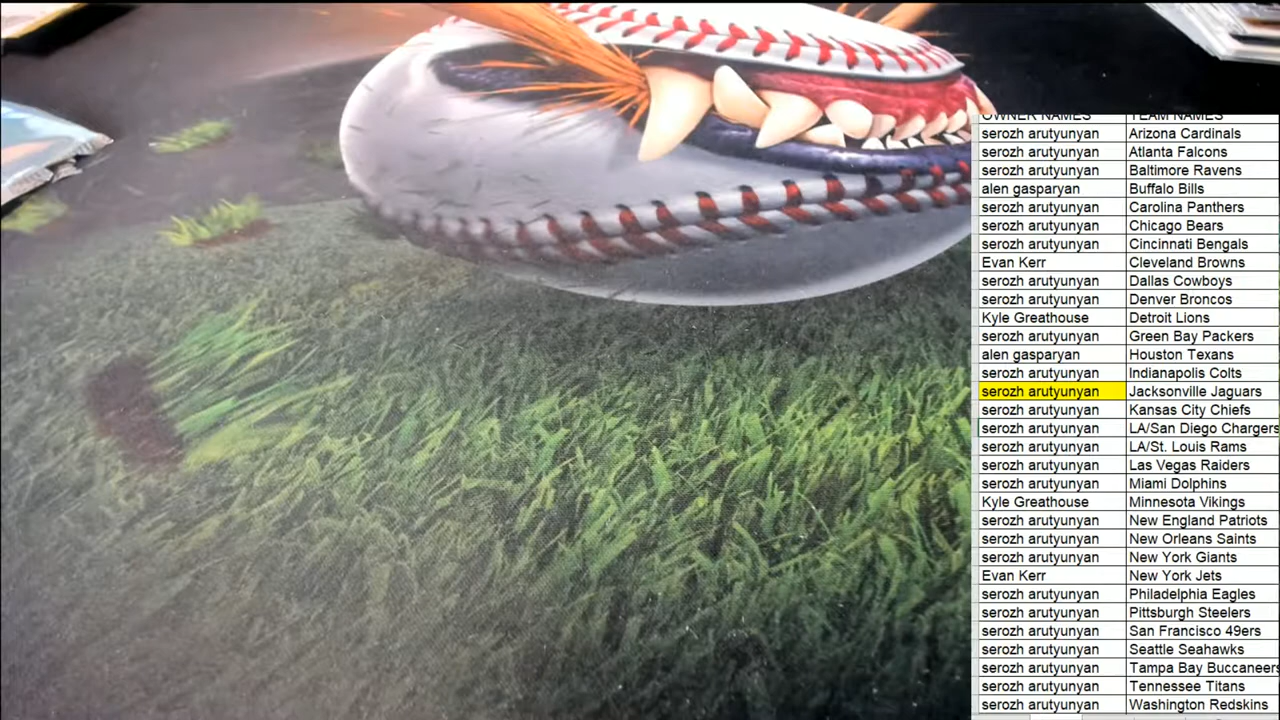 OWNER NAMES TEAM NAMES
serozh arutyunyan Arizona Cardinals
serozh arutyunyan Atlanta Falcons
serozh arutyunyan Baltimore Ravens
alen gasparyan Buffalo Bills
serozh arutyunyan Carolina Panthers
serozh arutyunyan Chicago Bears
serozh arutyunyan Cincinnati Bengals
Evan Kerr Cleveland Browns
serozh arutyunyan Dallas Cowboys
serozh arutyunyan Denver Broncos
Kyle Greathouse Detroit Lions
serozh arutyunyan Green Bay Packers
alen gasparyan Houston Texans
serozh arutyunyan Indianapolis Colts
serozh arutyunyan Jacksonville Jaguars
serozh arutyunyan Kansas City Chiefs
serozh arutyunyan LA/San Diego Chargers
serozh arutyunyan LA/St. Louis Rams
serozh arutyunyan Las Vegas Raiders
serozh arutyunyan Miami Dolphins
Kyle Greathouse Minnesota Vikings
serozh arutyunyan New England Patriots
serozh arutyunyan New Orleans Saints
serozh arutyunyan New York Giants
Evan Kerr New York Jets
serozh arutyunyan Philadelphia Eagles
serozh arutyunyan Pittsburgh Steelers
serozh arutyunyan San Francisco 49ers
serozh arutyunyan Seattle Seahawks
serozh arutyunyan Tampa Bay Buccaneers
serozh arutyunyan Tennessee Titans
serozh arutyunyan Washington Redskins